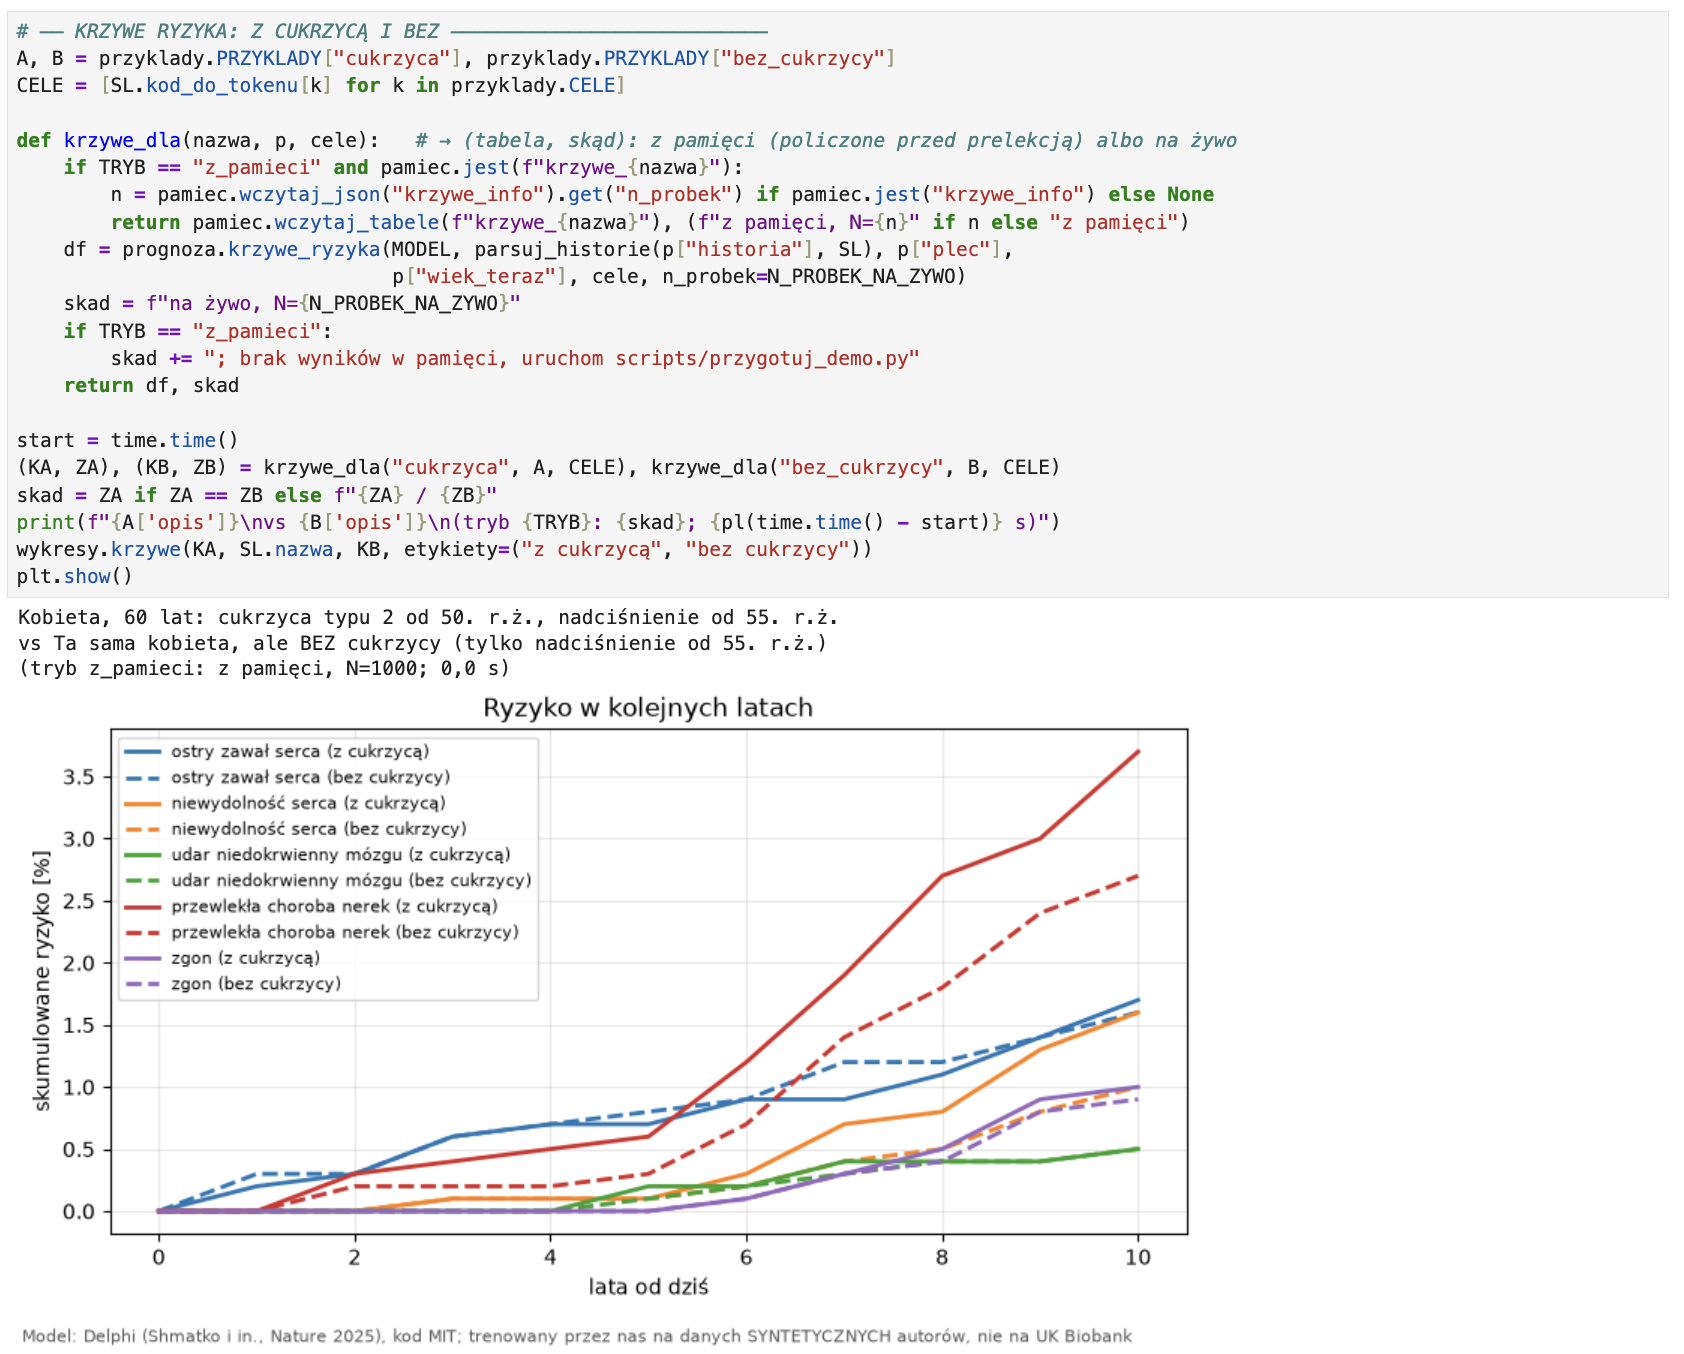 # —— KRZYWE RYZYKA: Z CUKRZYCĄ I BEZ ——————————————————
A, B = przyklady.PRZYKLADY["cukrzyca"], przyklady.PRZYKLADY["bez_cukrzycy"]
CELE = [SL.kod_do_tokenu[k] for k in przyklady.CELE]
def krzywe_dla(nazwa, p, cele):   # → (tabela, skąd): z pamięci (policzone przed prelekcją) albo na żywo
    if TRYB == "z_pamieci" and pamiec.jest(f"krzywe_{nazwa}"):
        n = pamiec.wczytaj_json("krzywe_info").get("n_probek") if pamiec.jest("krzywe_info") else None
        return pamiec.wczytaj_tabele(f"krzywe_{nazwa}"), (f"z pamięci, N={n}" if n else "z pamięci")
    df = prognoza.krzywe_ryzyka(MODEL, parsuj_historie(p["historia"], SL), p["plec"],
                                p["wiek_teraz"], cele, n_probek=N_PROBEK_NA_ZYWO)
    skad = f"na żywo, N={N_PROBEK_NA_ZYWO}"
    if TRYB == "z_pamieci":
        skad += "; brak wyników w pamięci, uruchom scripts/przygotuj_demo.py"
    return df, skad
start = time.time()
(KA, ZA), (KB, ZB) = krzywe_dla("cukrzyca", A, CELE), krzywe_dla("bez_cukrzycy", B, CELE)
skad = ZA if ZA == ZB else f"{ZA} / {ZB}"
print(f"{A['opis']}\nvs {B['opis']}\n(tryb {TRYB}: {skad}; {pl(time.time() − start)} s)")
wykresy.krzywe(KA, SL.nazwa, KB, etykiety=("z cukrzycą", "bez cukrzycy"))
plt.show()
Kobieta, 60 lat: cukrzyca typu 2 od 50. r.ż., nadciśnienie od 55. r.ż.
vs Ta sama kobieta, ale BEZ cukrzycy (tylko nadciśnienie od 55. r.ż.)
(tryb z_pamieci: z pamięci, N=1000; 0,0 s)
Ryzyko w kolejnych latach
ostry zawał serca (z cukrzycą)
ostry zawał serca (bez cukrzycy)
niewydolność serca (z cukrzycą)
niewydolność serca (bez cukrzycy)
udar niedokrwienny mózgu (z cukrzycą)
udar niedokrwienny mózgu (bez cukrzycy)
przewlekła choroba nerek (z cukrzycą)
przewlekła choroba nerek (bez cukrzycy)
zgon (z cukrzycą)
zgon (bez cukrzycy)
skumulowane ryzyko [%]
3.5
3.0
2.5
2.0
1.5
1.0
0.5
0.0
0 2 4 6 8 10
lata od dziś
Model: Delphi (Shmatko i in., Nature 2025), kod MIT; trenowany przez nas na danych SYNTETYCZNYCH autorów, nie na UK Biobank